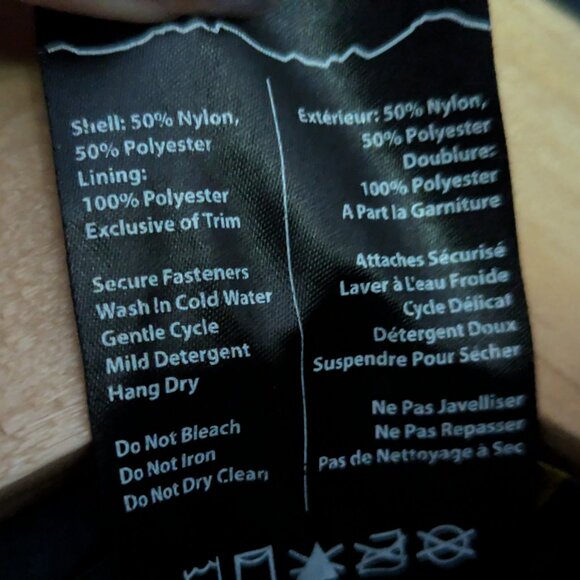 Shell: 50% Nylon,
50% Polyester
Lining:
100% Polyester
Exclusive of Trim
Secure Fasteners
Wash In Cold Water
Gentle Cycle
Mild Detergent
Hang Dry
Do Not Bleach
Do Not Iron
Do Not Dry Clean
Extérieur: 50% Nylon,
50% Polyester
Doublure:
100% Polyester
A Part la Garniture
Attaches Sécurisé
Laver à L'eau Froide
Cycle Délicat
Détergent Doux
Suspendre Pour Sécher
Ne Pas Javelliser
Ne Pas Repasser
Pas de Nettoyage à Sec